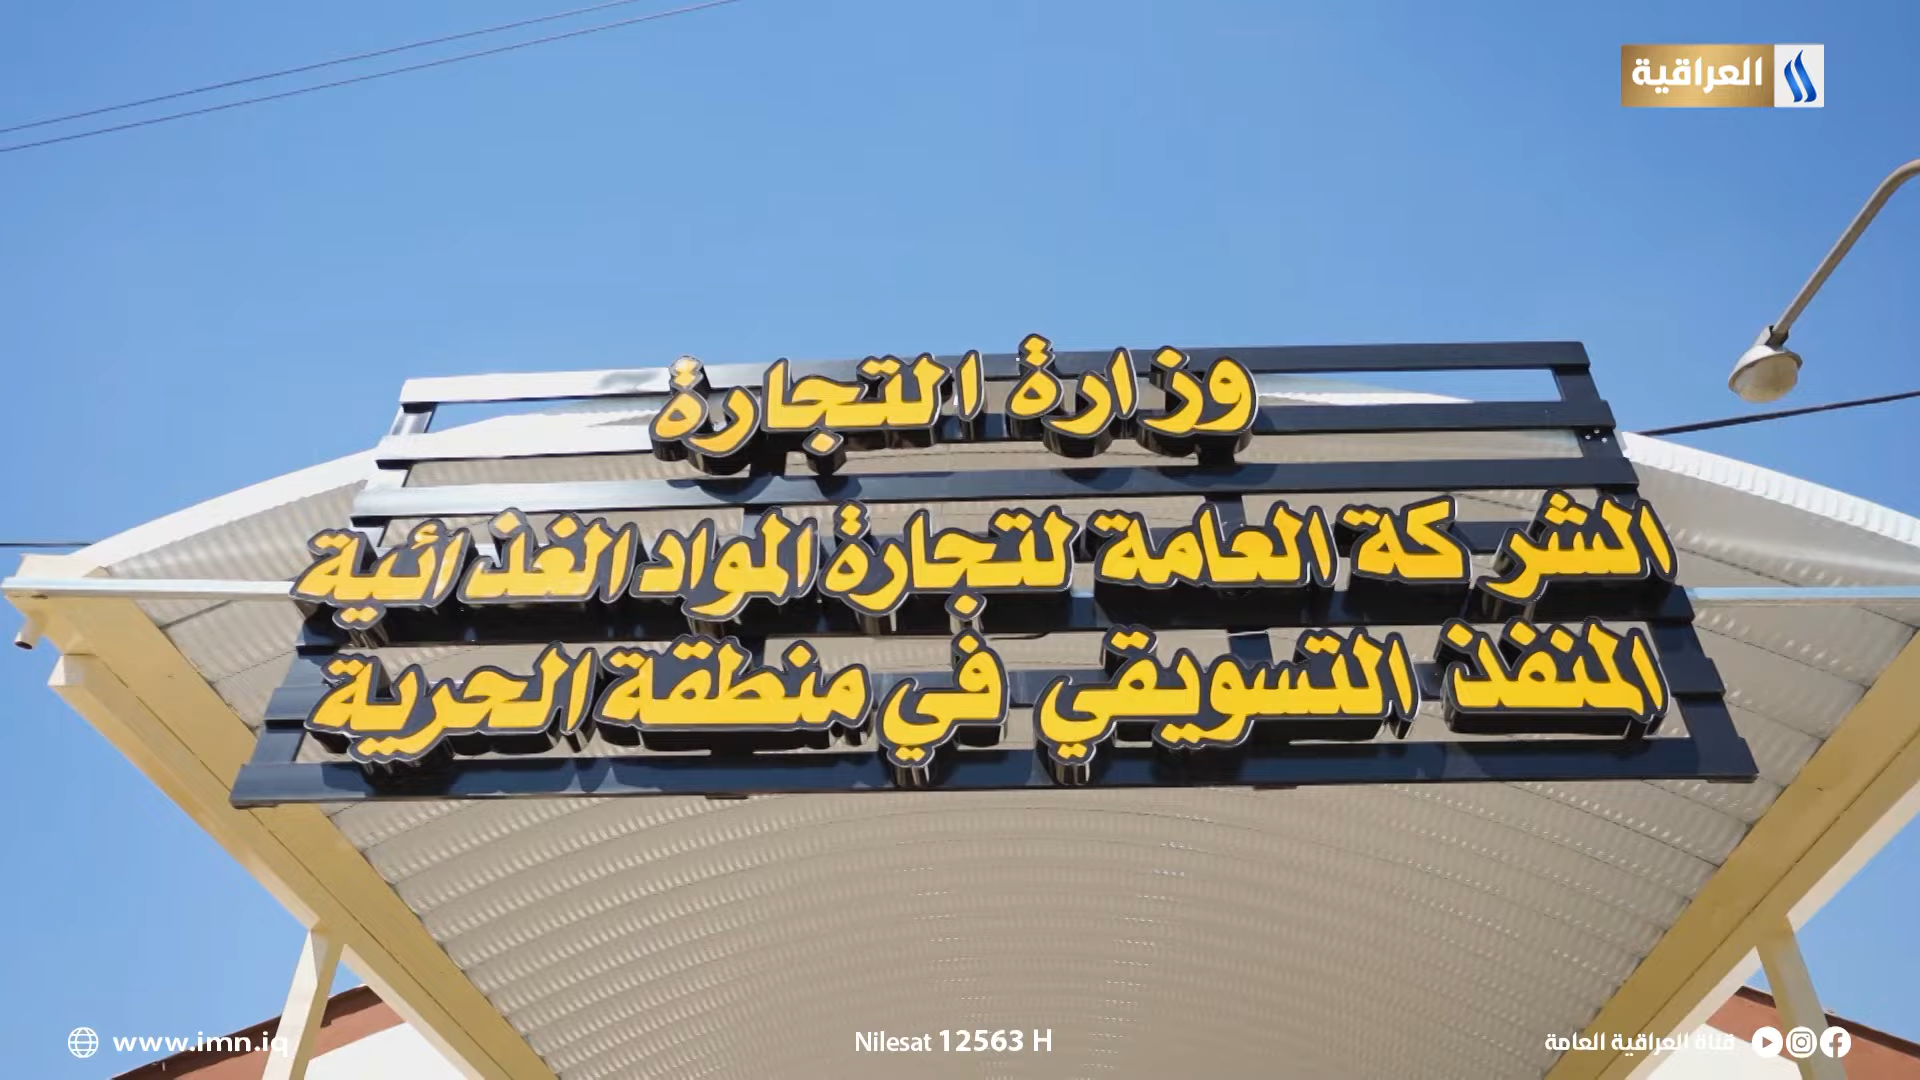 العراقية
وزارة التجارة
الشركة العامة لتجارة المواد الغذائية
المنفذ التسويقي في منطقة الحرية
www.imn.iq
Nilesat 12563 H
قناة العراقية العامة